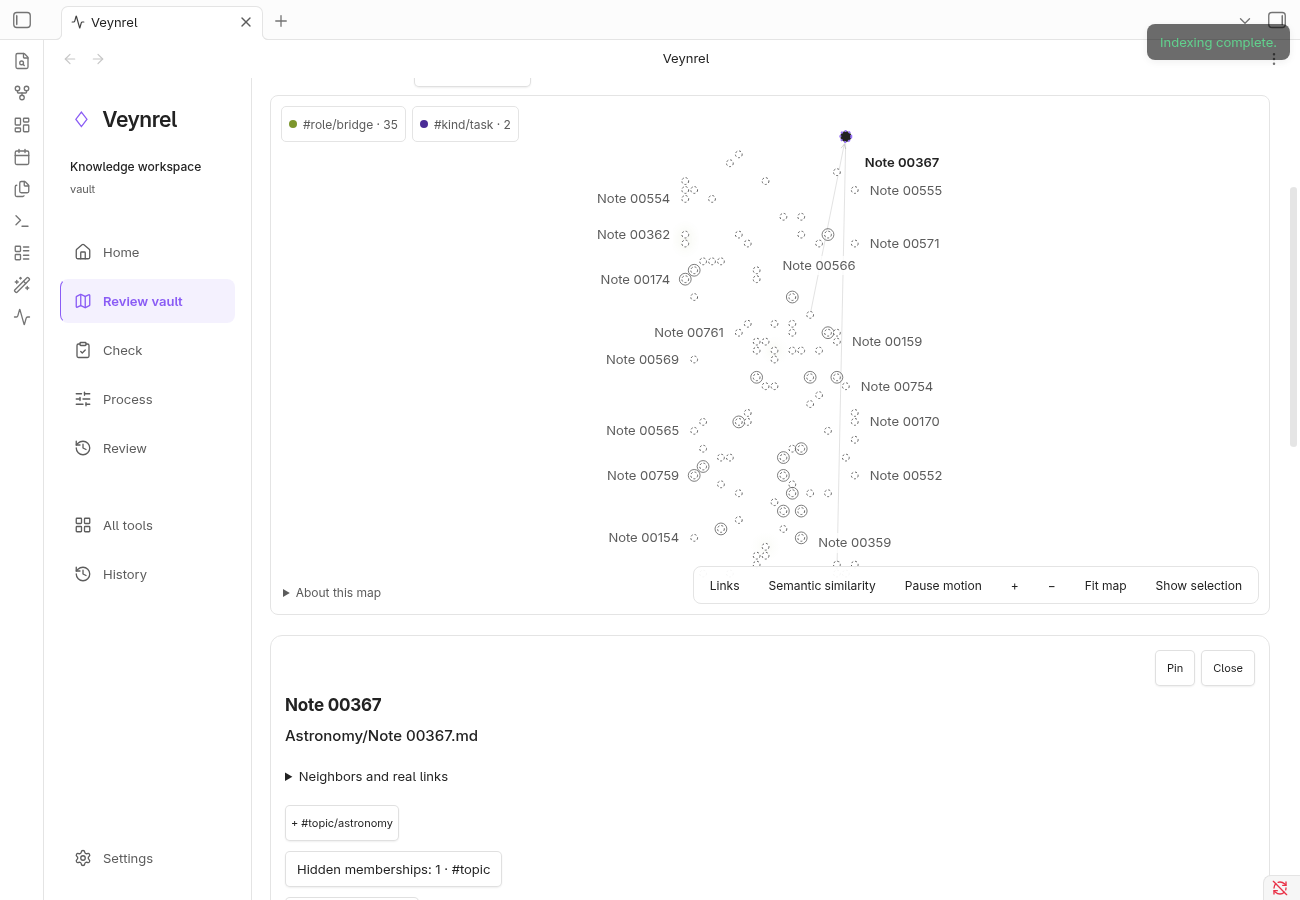 Veynrel
Indexing complete.
Veynrel
Veynrel
Knowledge workspace
vault
Home
Review vault
Check
Process
Review
All tools
History
Settings
#role/bridge · 35
#kind/task · 2
Note 00367
Note 00555
Note 00554
Note 00362
Note 00571
Note 00566
Note 00174
Note 00761
Note 00159
Note 00569
Note 00754
Note 00170
Note 00565
Note 00759
Note 00552
Note 00154
Note 00359
About this map
Links
Semantic similarity
Pause motion
+
−
Fit map
Show selection
Pin
Close
Note 00367
Astronomy/Note 00367.md
Neighbors and real links
+ #topic/astronomy
Hidden memberships: 1 · #topic